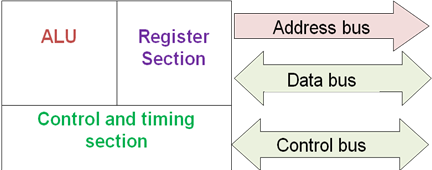 ALU
Register
Section
Control and timing
section
Address bus
Data bus
Control bus